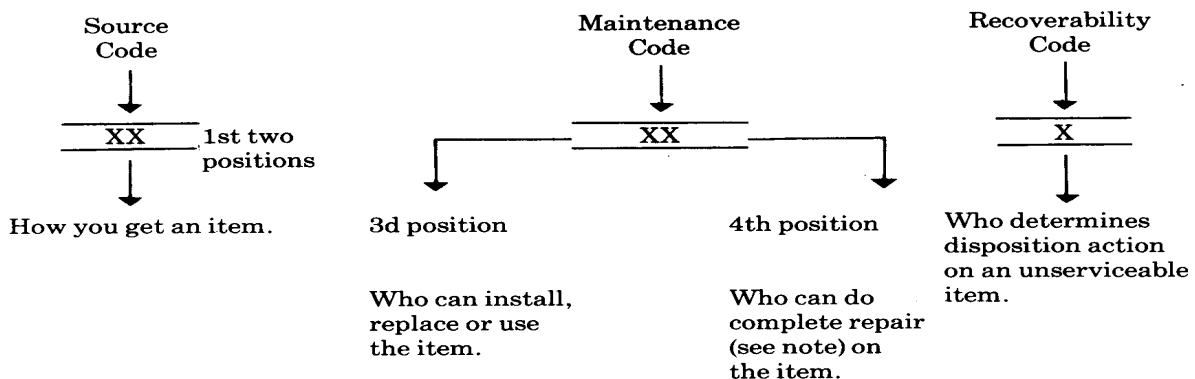 Source
Code
XX
1st two
positions
How you get an item.
Maintenance
Code
XX
3d position
Who can install,
replace or use
the item.
4th position
Who can do
complete repair
(see note) on
the item.
Recoverability
Code
X
Who determines
disposition action
on an unserviceable
item.